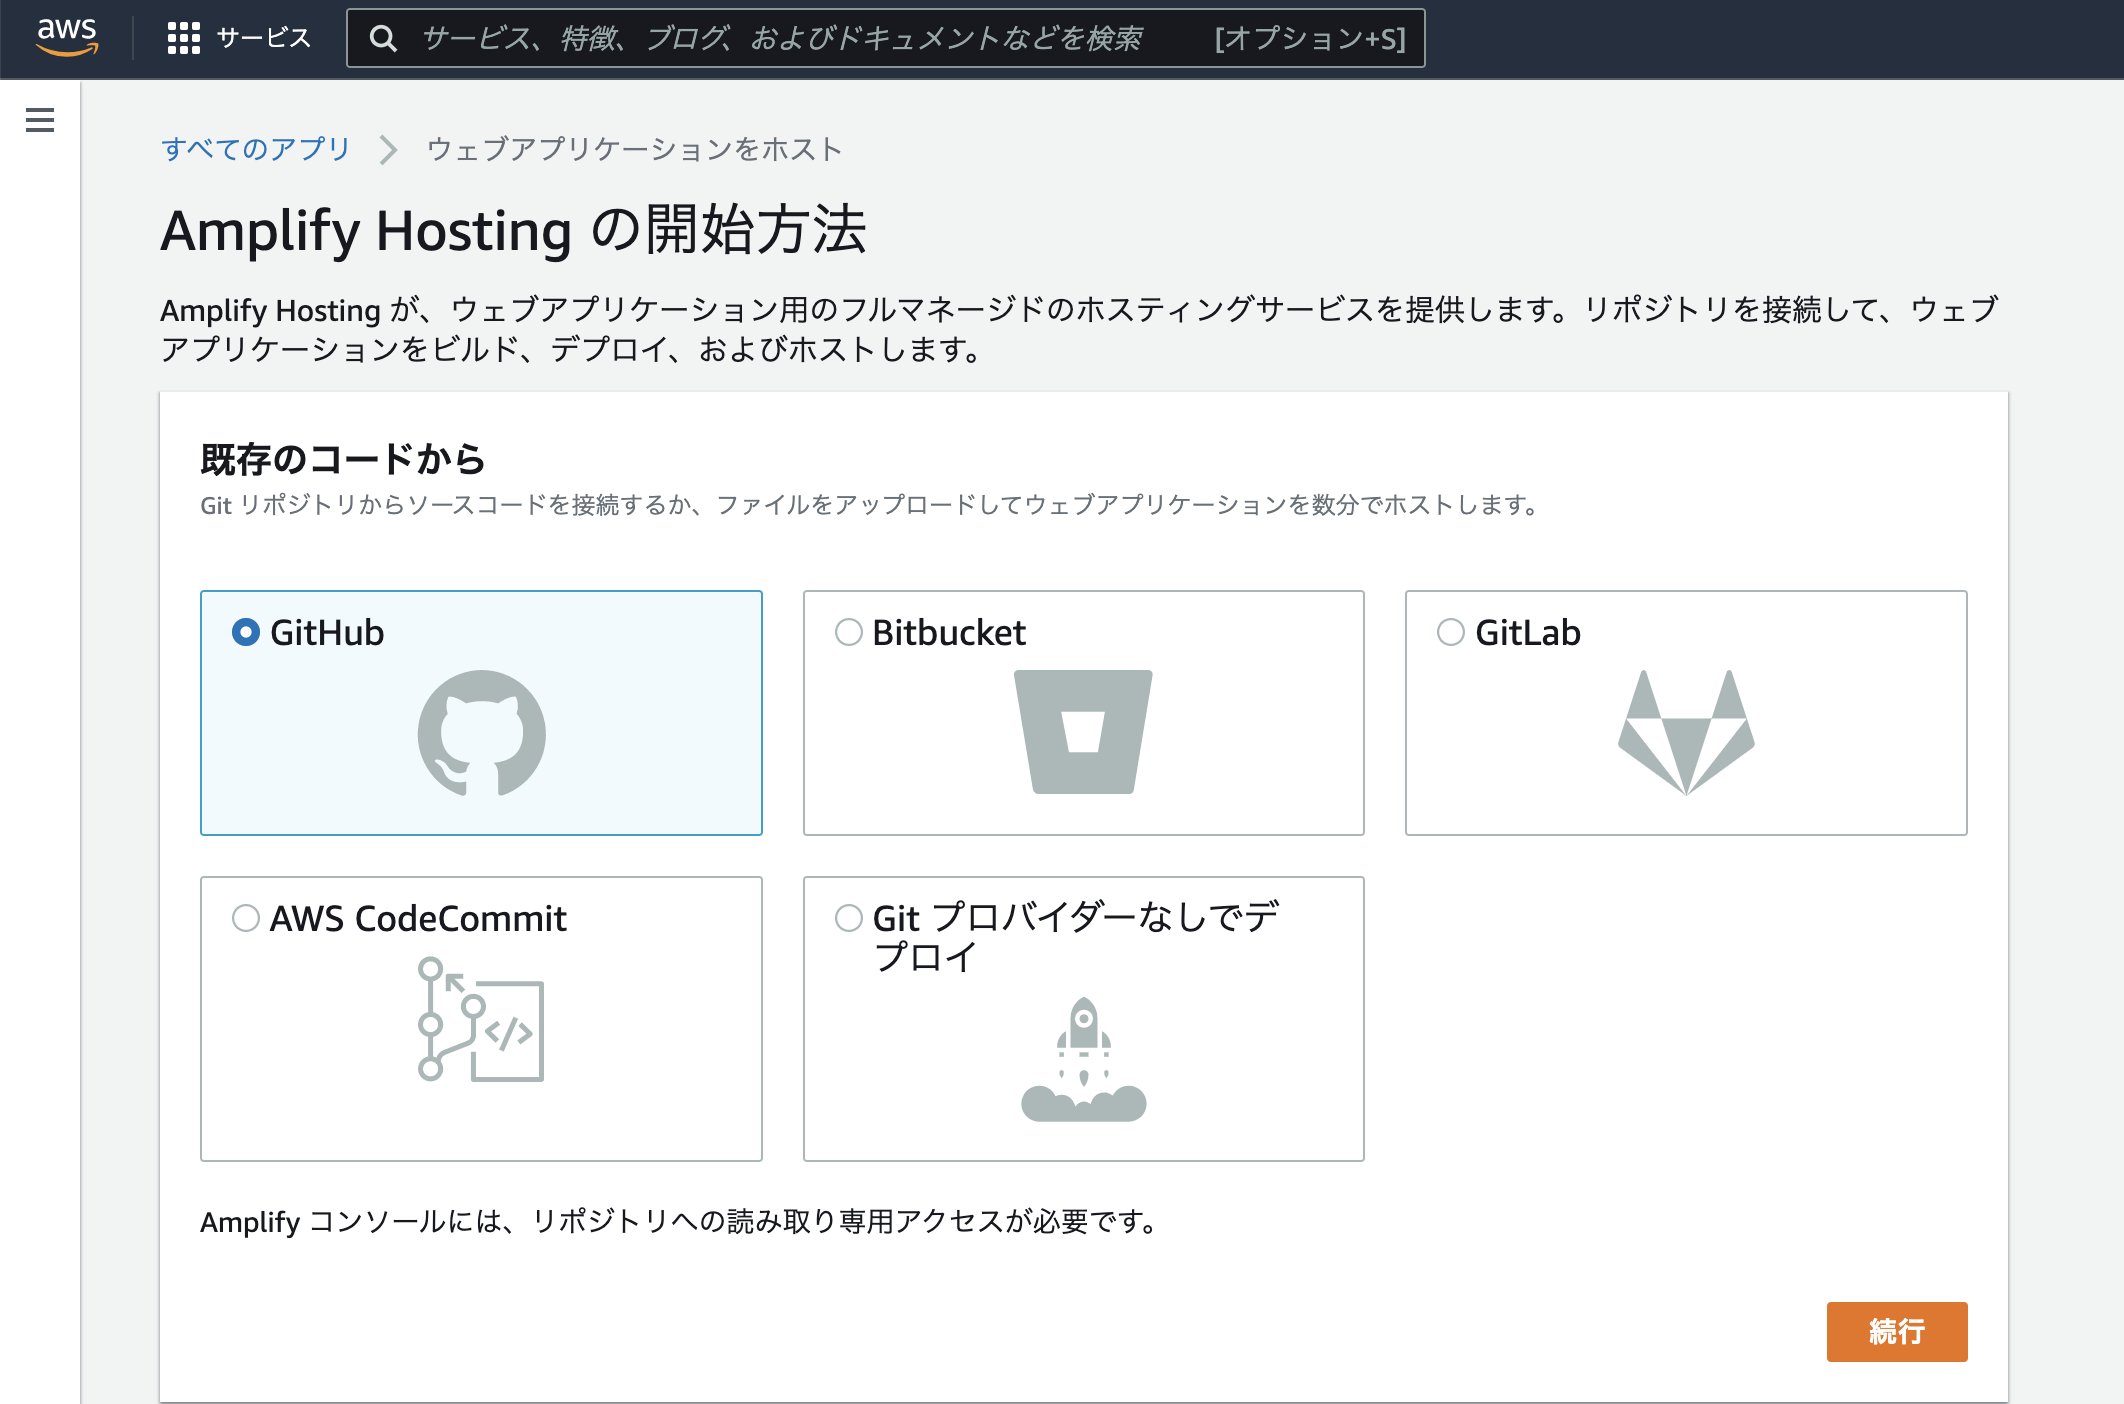 aws
サービス
サービス、特徴、ブログ、およびドキュメントなどを検索
[オプション+S]
すべてのアプリ
ウェブアプリケーションをホスト
Amplify Hosting の開始方法
Amplify Hosting が、ウェブアプリケーション用のフルマネージドのホスティングサービスを提供します。リポジトリを接続して、ウェブ
アプリケーションをビルド、デプロイ、およびホストします。
既存のコードから
Git リポジトリからソースコードを接続するか、ファイルをアップロードしてウェブアプリケーションを数分でホストします。
GitHub
Bitbucket
GitLab
AWS CodeCommit
Git プロバイダーなしでデ
プロイ
Amplify コンソールには、リポジトリへの読み取り専用アクセスが必要です。
続行